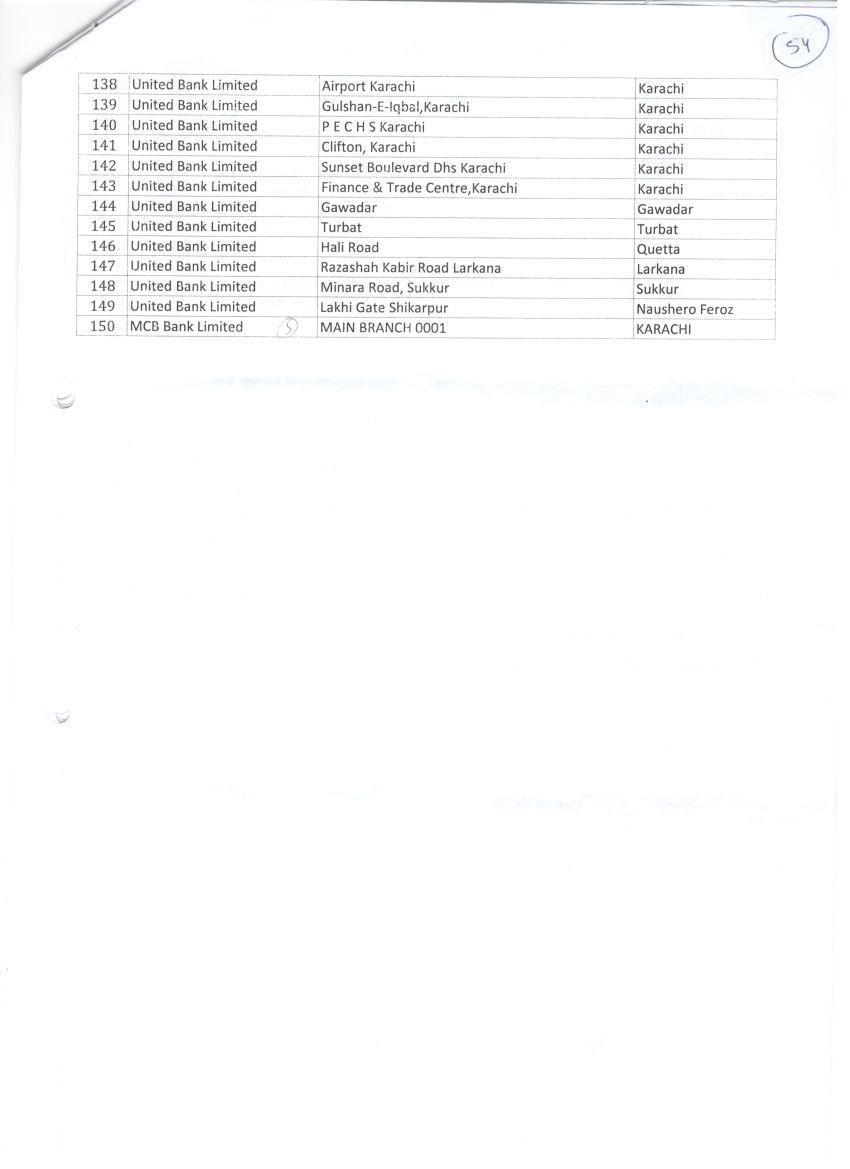 54
138 United Bank Limited Airport Karachi Karachi
139 United Bank Limited Gulshan-E-Iqbal,Karachi Karachi
140 United Bank Limited P E C H S Karachi Karachi
141 United Bank Limited Clifton, Karachi Karachi
142 United Bank Limited Sunset Boulevard Dhs Karachi Karachi
143 United Bank Limited Finance & Trade Centre,Karachi Karachi
144 United Bank Limited Gawadar Gawadar
145 United Bank Limited Turbat Turbat
146 United Bank Limited Hali Road Quetta
147 United Bank Limited Razashah Kabir Road Larkana Larkana
148 United Bank Limited Minara Road, Sukkur Sukkur
149 United Bank Limited Lakhi Gate Shikarpur Naushero Feroz
150 MCB Bank Limited 5 MAIN BRANCH 0001 KARACHI